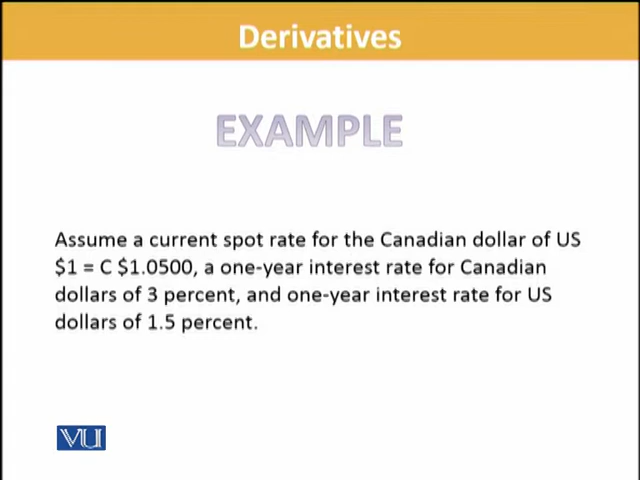 Derivatives
EXAMPLE
Assume a current spot rate for the Canadian dollar of US
$1 = C $1.0500, a one-year interest rate for Canadian
dollars of 3 percent, and one-year interest rate for US
dollars of 1.5 percent.
VU